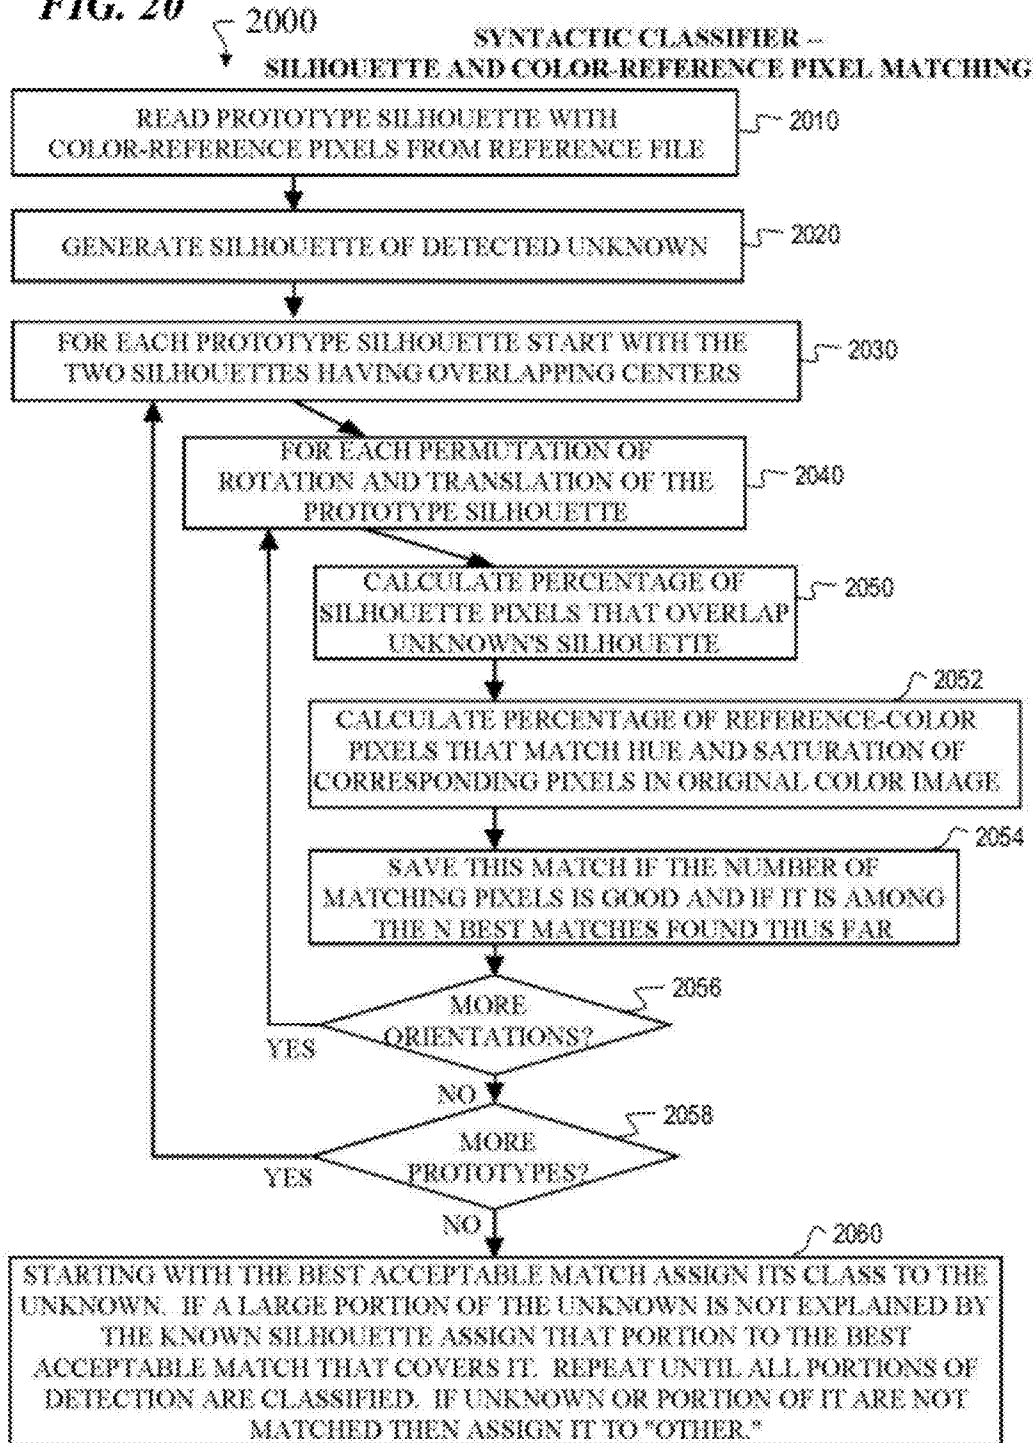 FIG. 20
2000
SYNTACTIC CLASSIFIER –
SILHOUETTE AND COLOR-REFERENCE PIXEL MATCHING
READ PROTOTYPE SILHOUETTE WITH
COLOR-REFERENCE PIXELS FROM REFERENCE FILE
2010
GENERATE SILHOUETTE OF DETECTED UNKNOWN
2020
FOR EACH PROTOTYPE SILHOUETTE START WITH THE
TWO SILHOUETTES HAVING OVERLAPPING CENTERS
2030
FOR EACH PERMUTATION OF
ROTATION AND TRANSLATION OF THE
PROTOTYPE SILHOUETTE
2040
CALCULATE PERCENTAGE OF
SILHOUETTE PIXELS THAT OVERLAP
UNKNOWN'S SILHOUETTE
2050
2052
CALCULATE PERCENTAGE OF REFERENCE-COLOR
PIXELS THAT MATCH HUE AND SATURATION OF
CORRESPONDING PIXELS IN ORIGINAL COLOR IMAGE
2054
SAVE THIS MATCH IF THE NUMBER OF
MATCHING PIXELS IS GOOD AND IF IT IS AMONG
THE N BEST MATCHES FOUND THUS FAR
MORE
ORIENTATIONS?
2056
YES
NO
MORE
PROTOTYPES?
2058
YES
NO
2060
STARTING WITH THE BEST ACCEPTABLE MATCH ASSIGN ITS CLASS TO THE
UNKNOWN. IF A LARGE PORTION OF THE UNKNOWN IS NOT EXPLAINED BY
THE KNOWN SILHOUETTE ASSIGN THAT PORTION TO THE BEST
ACCEPTABLE MATCH THAT COVERS IT. REPEAT UNTIL ALL PORTIONS OF
DETECTION ARE CLASSIFIED. IF UNKNOWN OR PORTION OF IT ARE NOT
MATCHED THEN ASSIGN IT TO "OTHER."